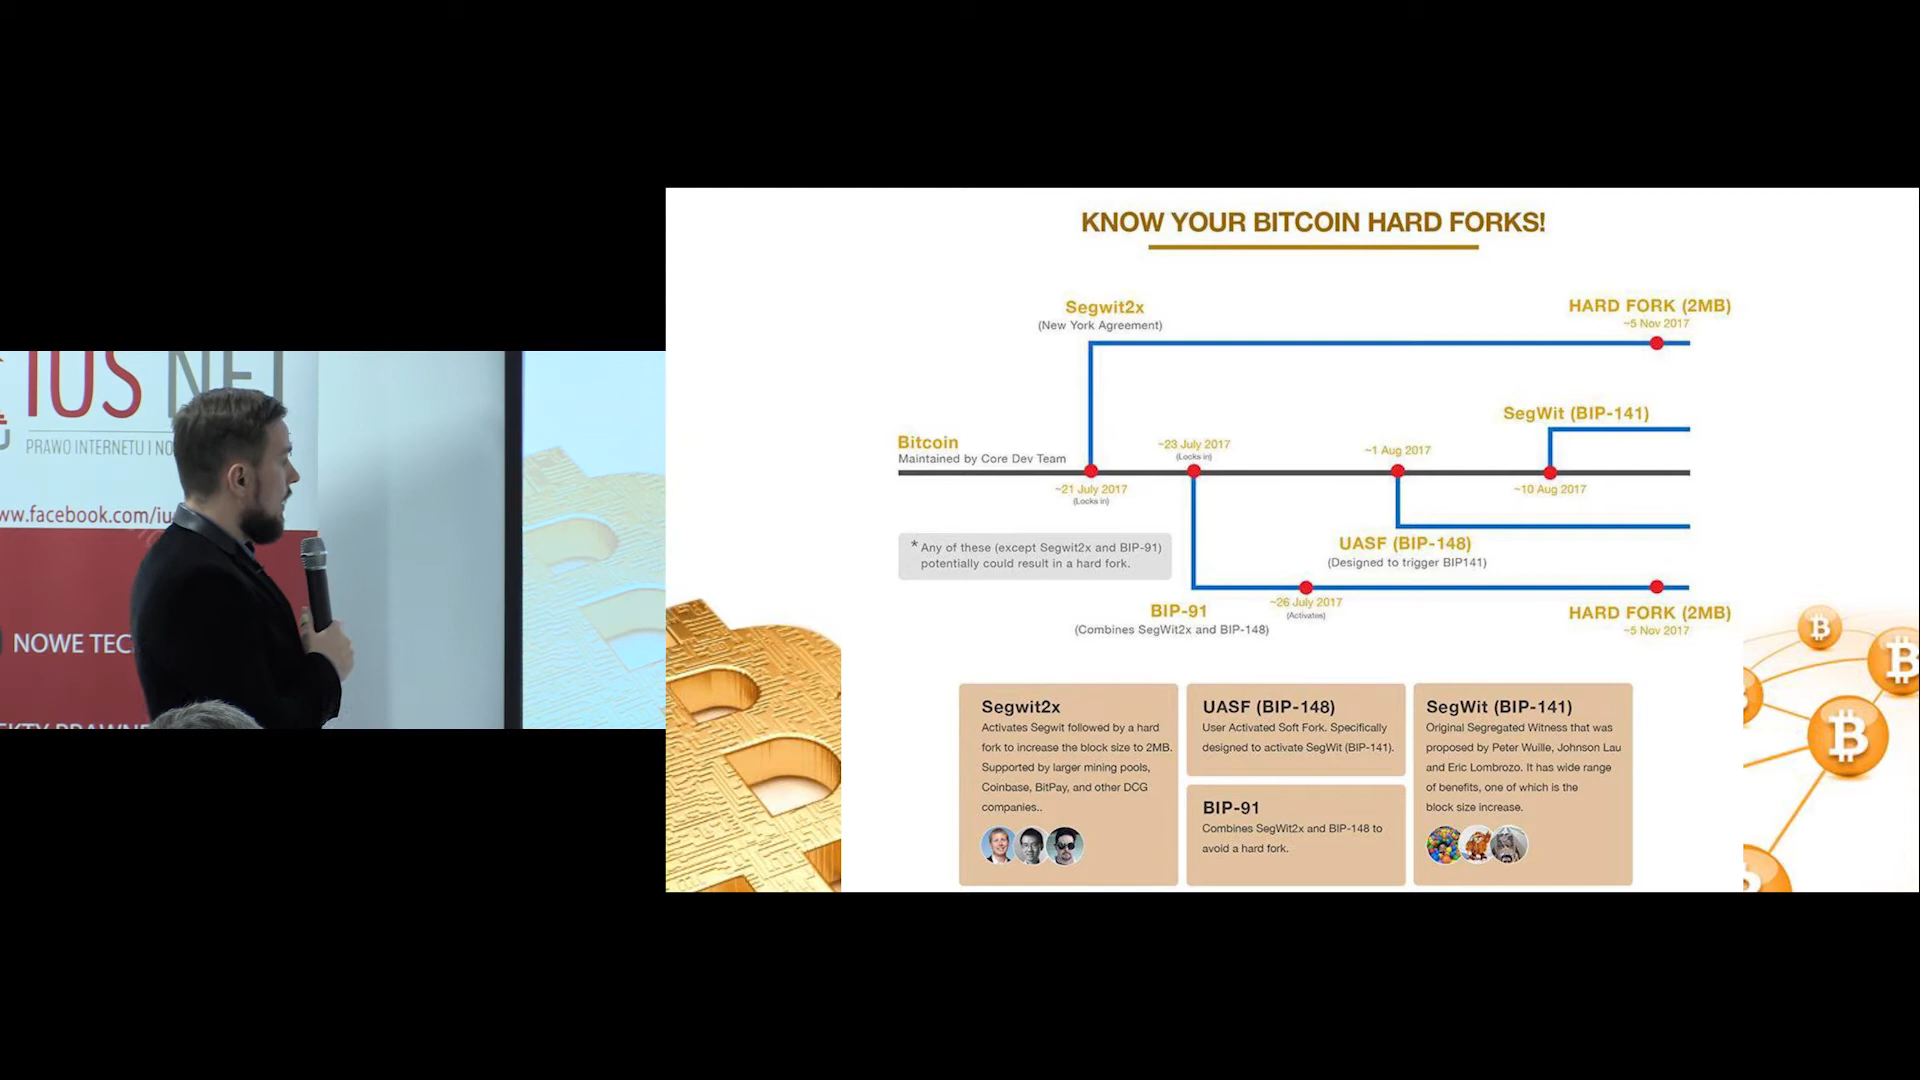 IUS NET
PRAWO INTERNETU I NO
www.facebook.com/iu
NOWE TEC
EKTY PRAWNE
KNOW YOUR BITCOIN HARD FORKS!
Segwit2x
(New York Agreement)
HARD FORK (2MB)
~5 Nov 2017
SegWit (BIP-141)
Bitcoin
Maintained by Core Dev Team
~23 July 2017
(Locks in)
~1 Aug 2017
~21 July 2017
(Locks in)
~10 Aug 2017
* Any of these (except Segwit2x and BIP-91)
potentially could result in a hard fork.
UASF (BIP-148)
(Designed to trigger BIP141)
BIP-91
(Combines SegWit2x and BIP-148)
~26 July 2017
(Activates)
HARD FORK (2MB)
~5 Nov 2017
Segwit2x
Activates Segwit followed by a hard
fork to increase the block size to 2MB.
Supported by larger mining pools,
Coinbase, BitPay, and other DCG
companies..
UASF (BIP-148)
User Activated Soft Fork. Specifically
designed to activate SegWit (BIP-141).
BIP-91
Combines SegWit2x and BIP-148 to
avoid a hard fork.
SegWit (BIP-141)
Original Segregated Witness that was
proposed by Peter Wuille, Johnson Lau
and Eric Lombrozo. It has wide range
of benefits, one of which is the
block size increase.